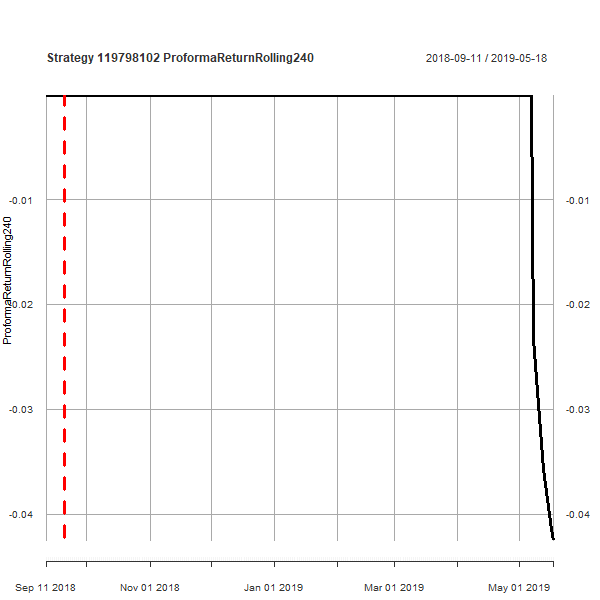 Strategy 119798102 ProformaReturnRolling240
2018-09-11 / 2019-05-18
ProformaReturnRolling240
-0.01
-0.02
-0.03
-0.04
-0.01
-0.02
-0.03
-0.04
Sep 11 2018
Nov 01 2018
Jan 01 2019
Mar 01 2019
May 01 2019